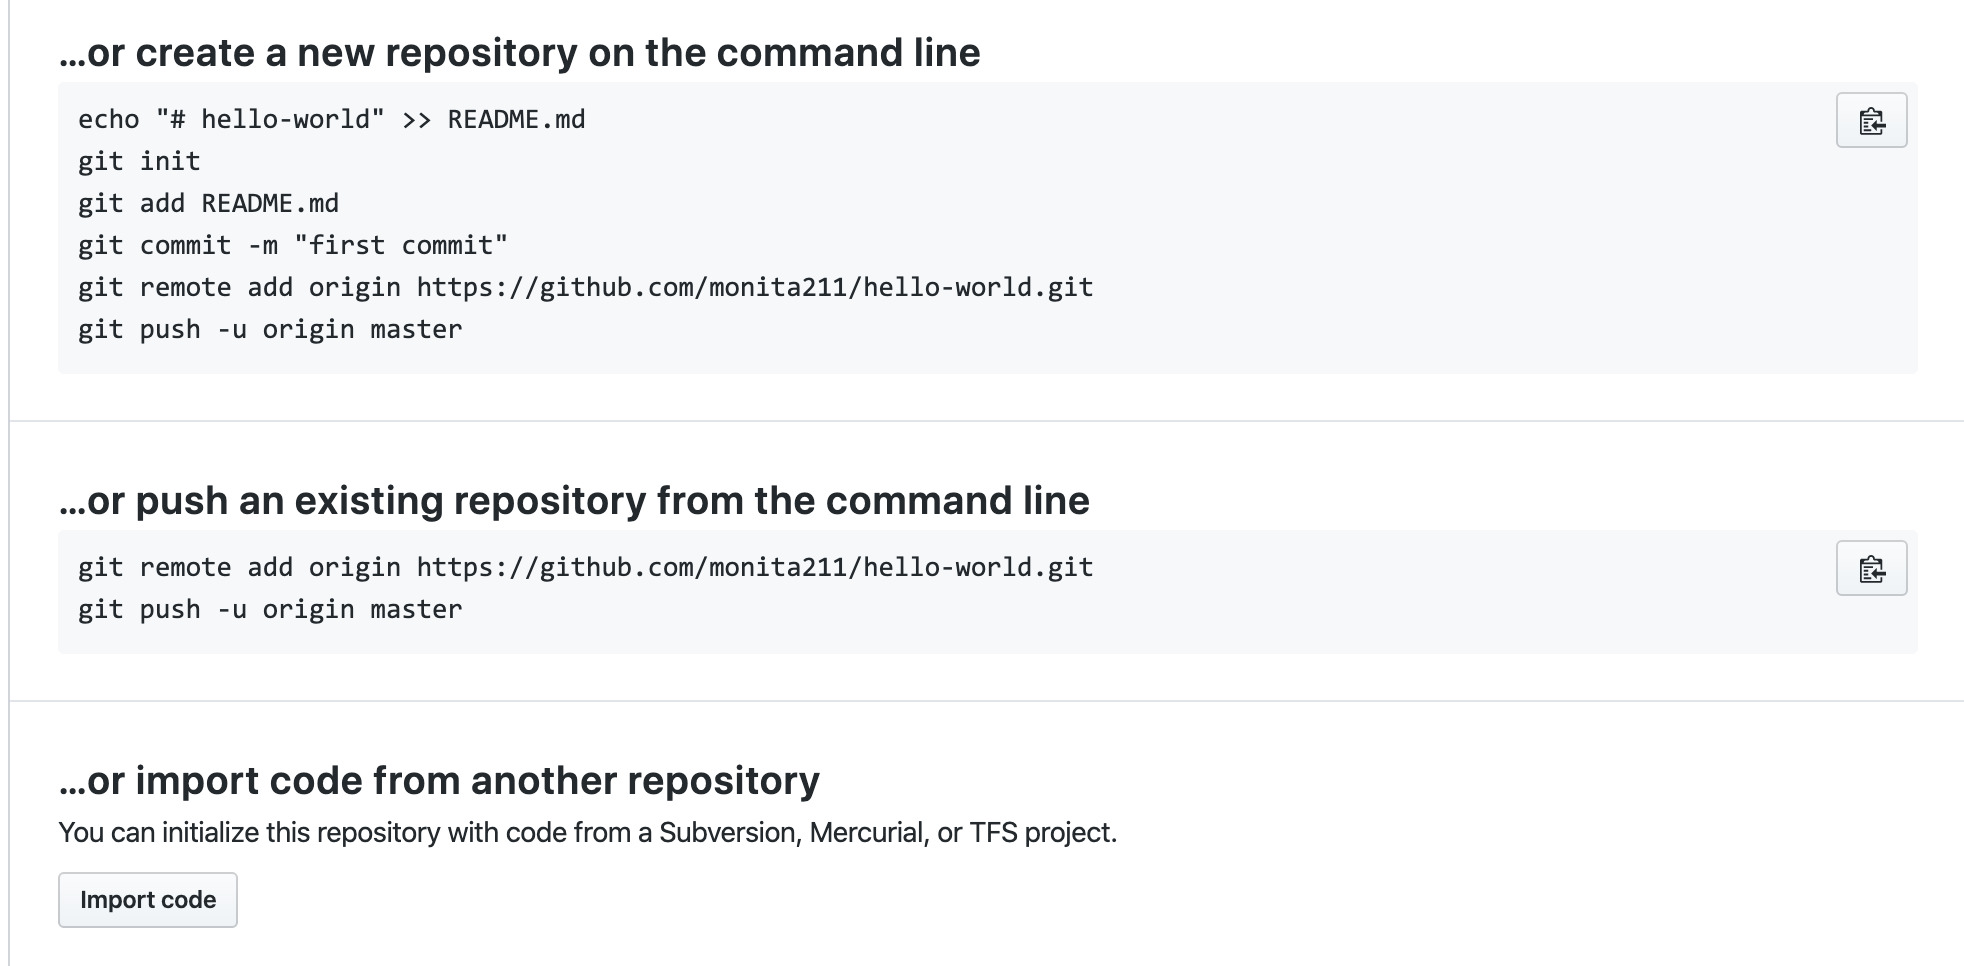 ...or create a new repository on the command line
echo "# hello-world" >> README.md
git init
git add README.md
git commit -m "first commit"
git remote add origin https://github.com/monita211/hello-world.git
git push -u origin master
...or push an existing repository from the command line
git remote add origin https://github.com/monita211/hello-world.git
git push -u origin master
...or import code from another repository
You can initialize this repository with code from a Subversion, Mercurial, or TFS project.
Import code